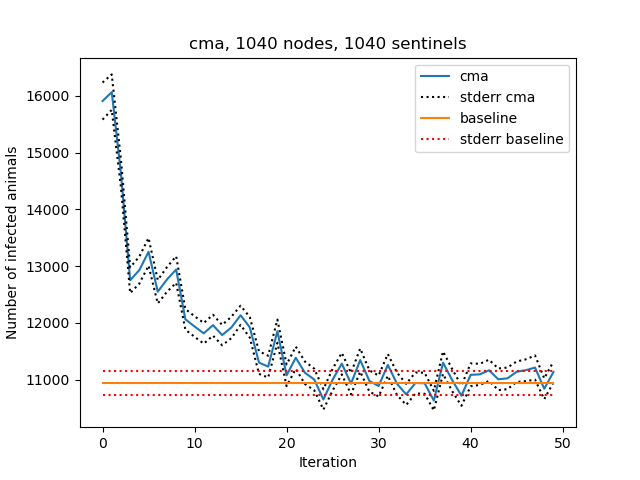 cma, 1040 nodes, 1040 sentinels
cma
stderr cma
baseline
stderr baseline
Number of infected animals
16000
15000
14000
13000
12000
11000
0
10
20
30
40
50
Iteration